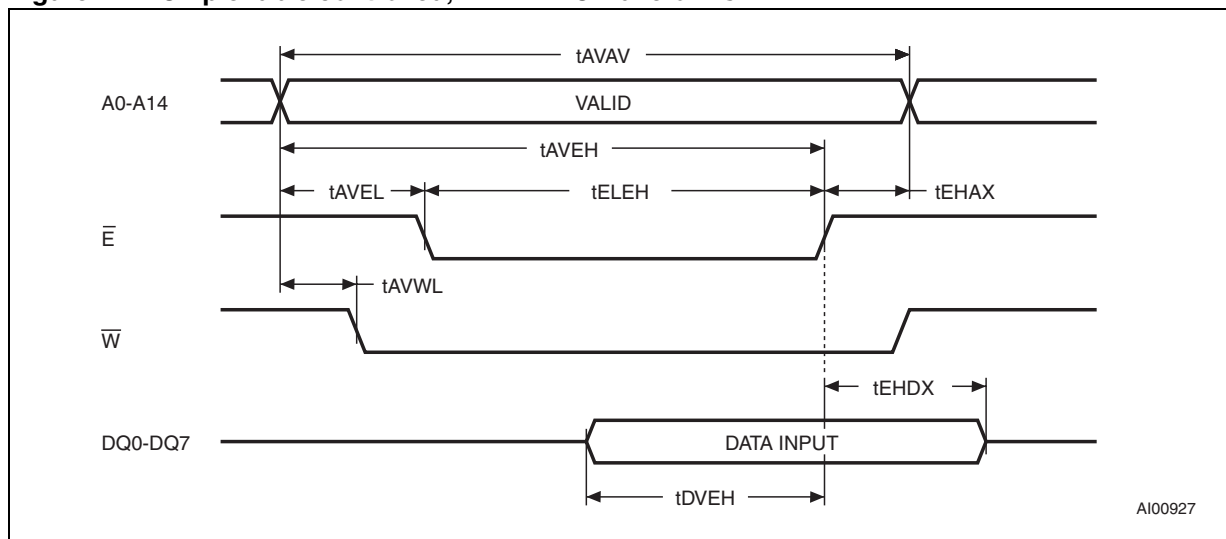 tAVAV
A0-A14 VALID
tAVEH
tAVEL tELEH tEHAX
E
tAVWL
W
tEHDX
DQ0-DQ7 DATA INPUT
tDVEH
AI00927